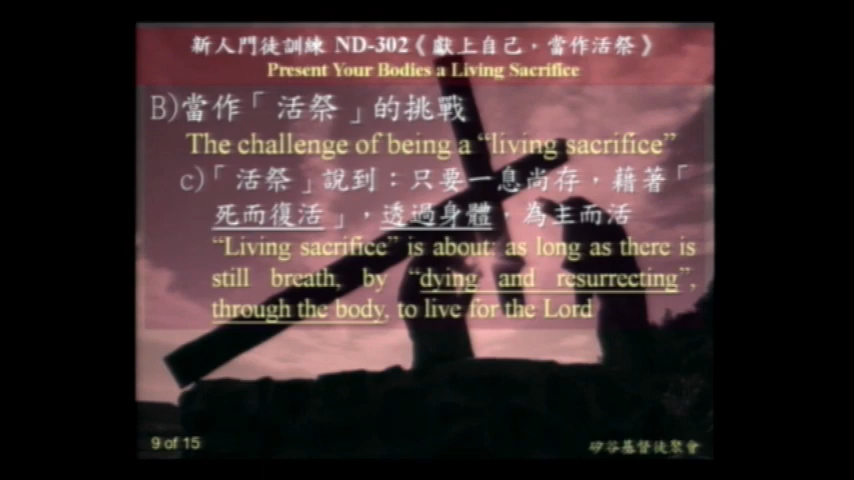 新人門徒訓練 ND-302《獻上自己，當作活祭》
Present Your Bodies a Living Sacrifice
B)當作「活祭」的挑戰
The challenge of being a “living sacrifice”
c)「活祭」說到：只要一息尚存，藉著「
死而復活」，透過身體，為主而活
“Living sacrifice” is about: as long as there is
still breath, by “dying and resurrecting”,
through the body, to live for the Lord
9 of 15
矽谷基督徒聚會